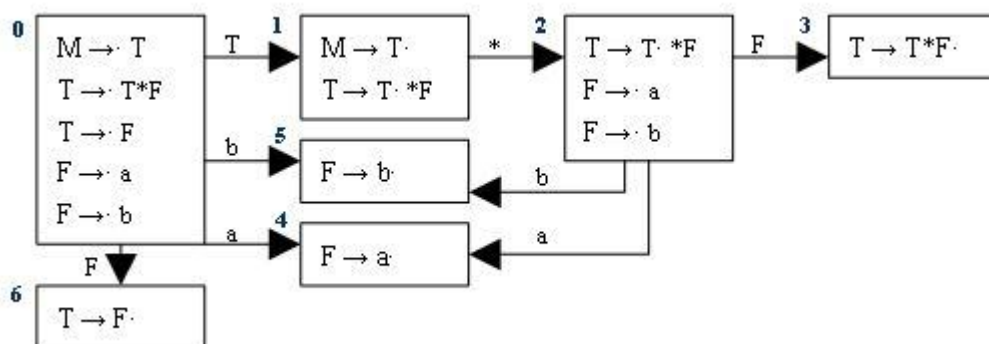 0
M → · T
T → · T*F
T → · F
F → · a
F → · b
T
1
M → T·
T → T· *F
*
2
T → T· *F
F → · a
F → · b
F
3
T → T*F·
b
5
F → b·
b
a
4
F → a·
a
F
6
T → F·